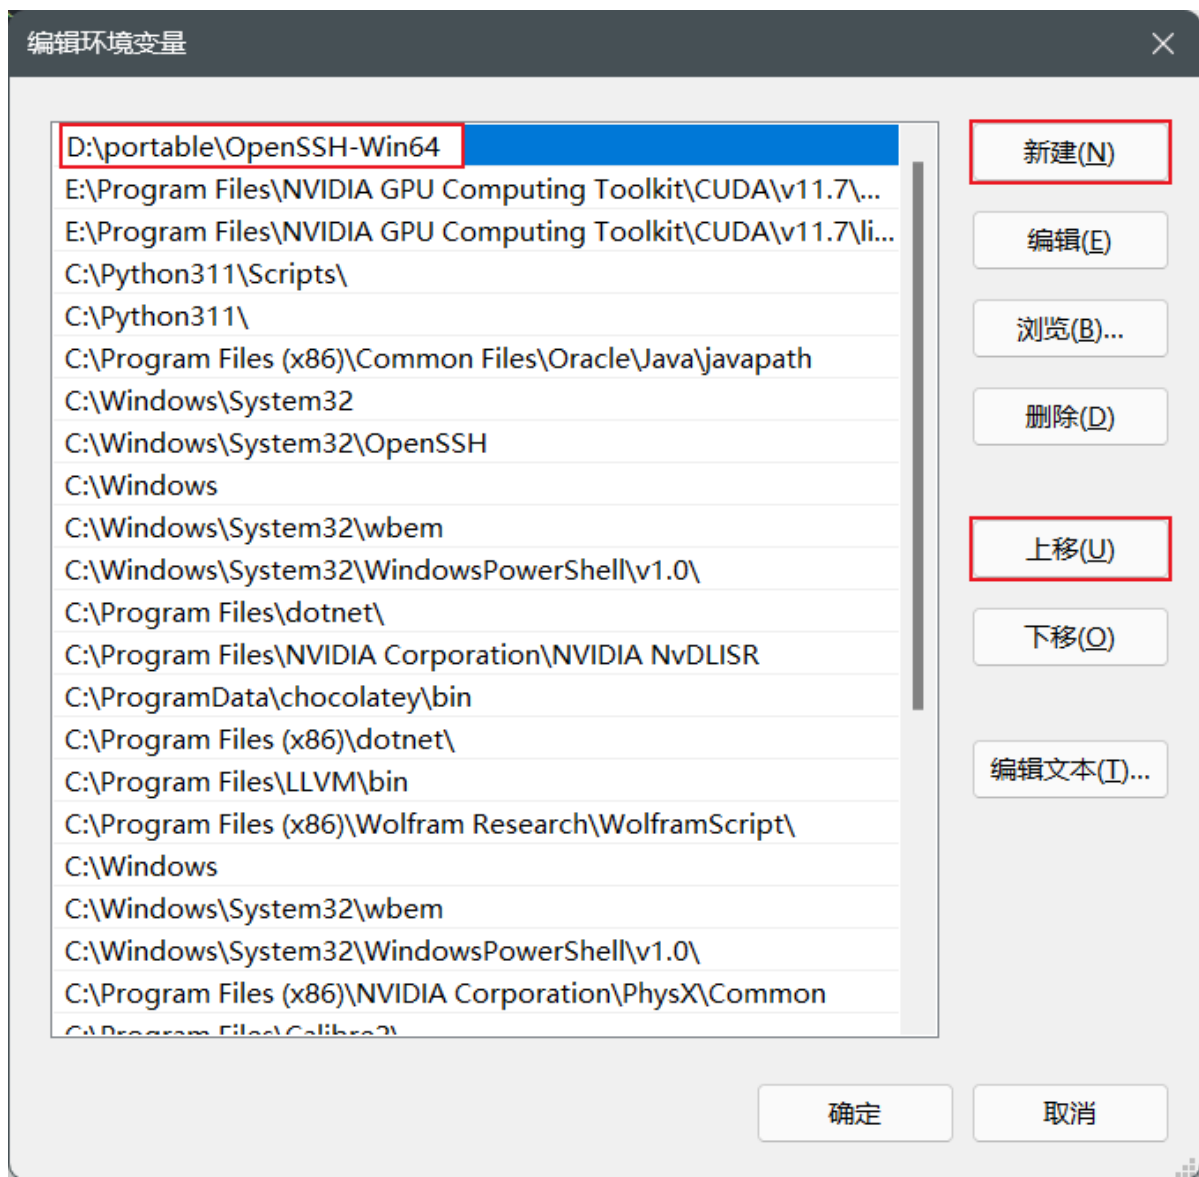 编辑环境变量
D:\portable\OpenSSH-Win64
E:\Program Files\NVIDIA GPU Computing Toolkit\CUDA\v11.7\...
E:\Program Files\NVIDIA GPU Computing Toolkit\CUDA\v11.7\li...
C:\Python311\Scripts\
C:\Python311\
C:\Program Files (x86)\Common Files\Oracle\Java\javapath
C:\Windows\System32
C:\Windows\System32\OpenSSH
C:\Windows
C:\Windows\System32\wbem
C:\Windows\System32\WindowsPowerShell\v1.0\
C:\Program Files\dotnet\
C:\Program Files\NVIDIA Corporation\NVIDIA NvDLISR
C:\ProgramData\chocolatey\bin
C:\Program Files (x86)\dotnet\
C:\Program Files\LLVM\bin
C:\Program Files (x86)\Wolfram Research\WolframScript\
C:\Windows
C:\Windows\System32\wbem
C:\Windows\System32\WindowsPowerShell\v1.0\
C:\Program Files (x86)\NVIDIA Corporation\PhysX\Common
C:\Program Files\Calibre2\
新建(N)
编辑(E)
浏览(B)...
删除(D)
上移(U)
下移(O)
编辑文本(T)...
确定
取消